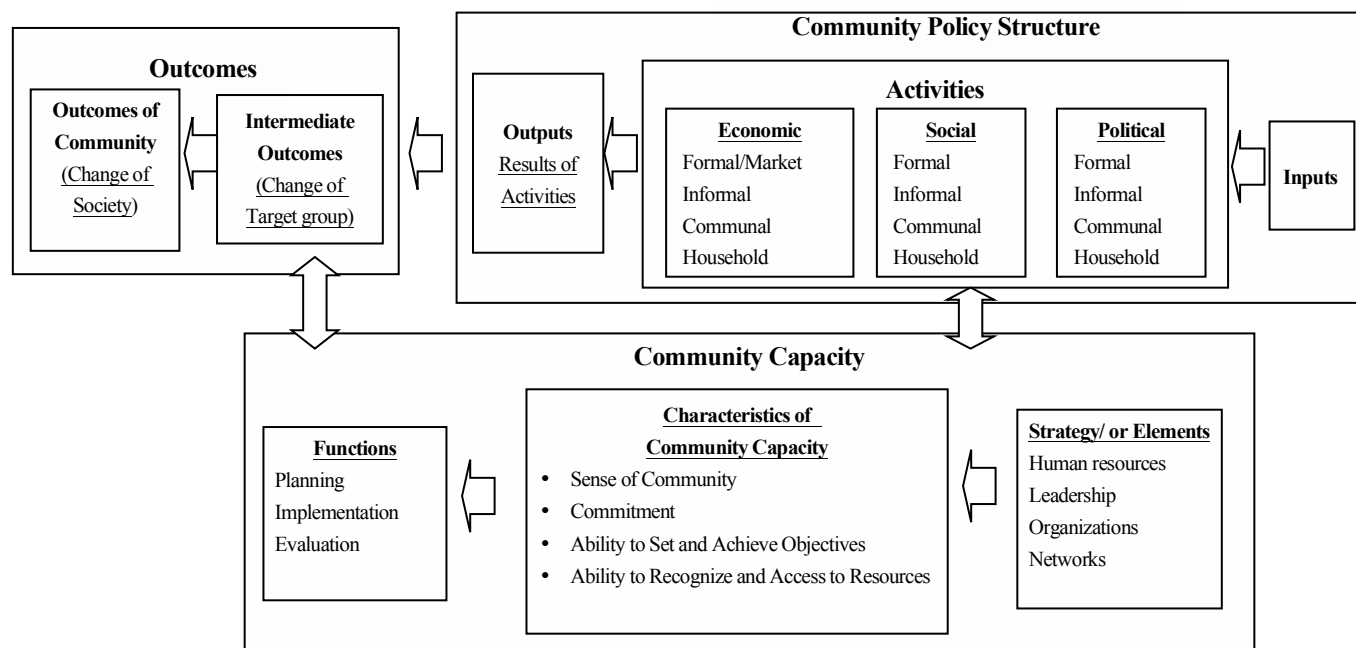 Community Policy Structure
Outcomes
Outcomes of
Community
(Change of
Society)
Intermediate
Outcomes
(Change of
Target group)
Outputs
Results of
Activities
Activities
Economic
Formal/Market
Informal
Communal
Household
Social
Formal
Informal
Communal
Household
Political
Formal
Informal
Communal
Household
Inputs
Community Capacity
Functions
Planning
Implementation
Evaluation
Characteristics of
Community Capacity
• Sense of Community
• Commitment
• Ability to Set and Achieve Objectives
• Ability to Recognize and Access to Resources
Strategy/ or Elements
Human resources
Leadership
Organizations
Networks